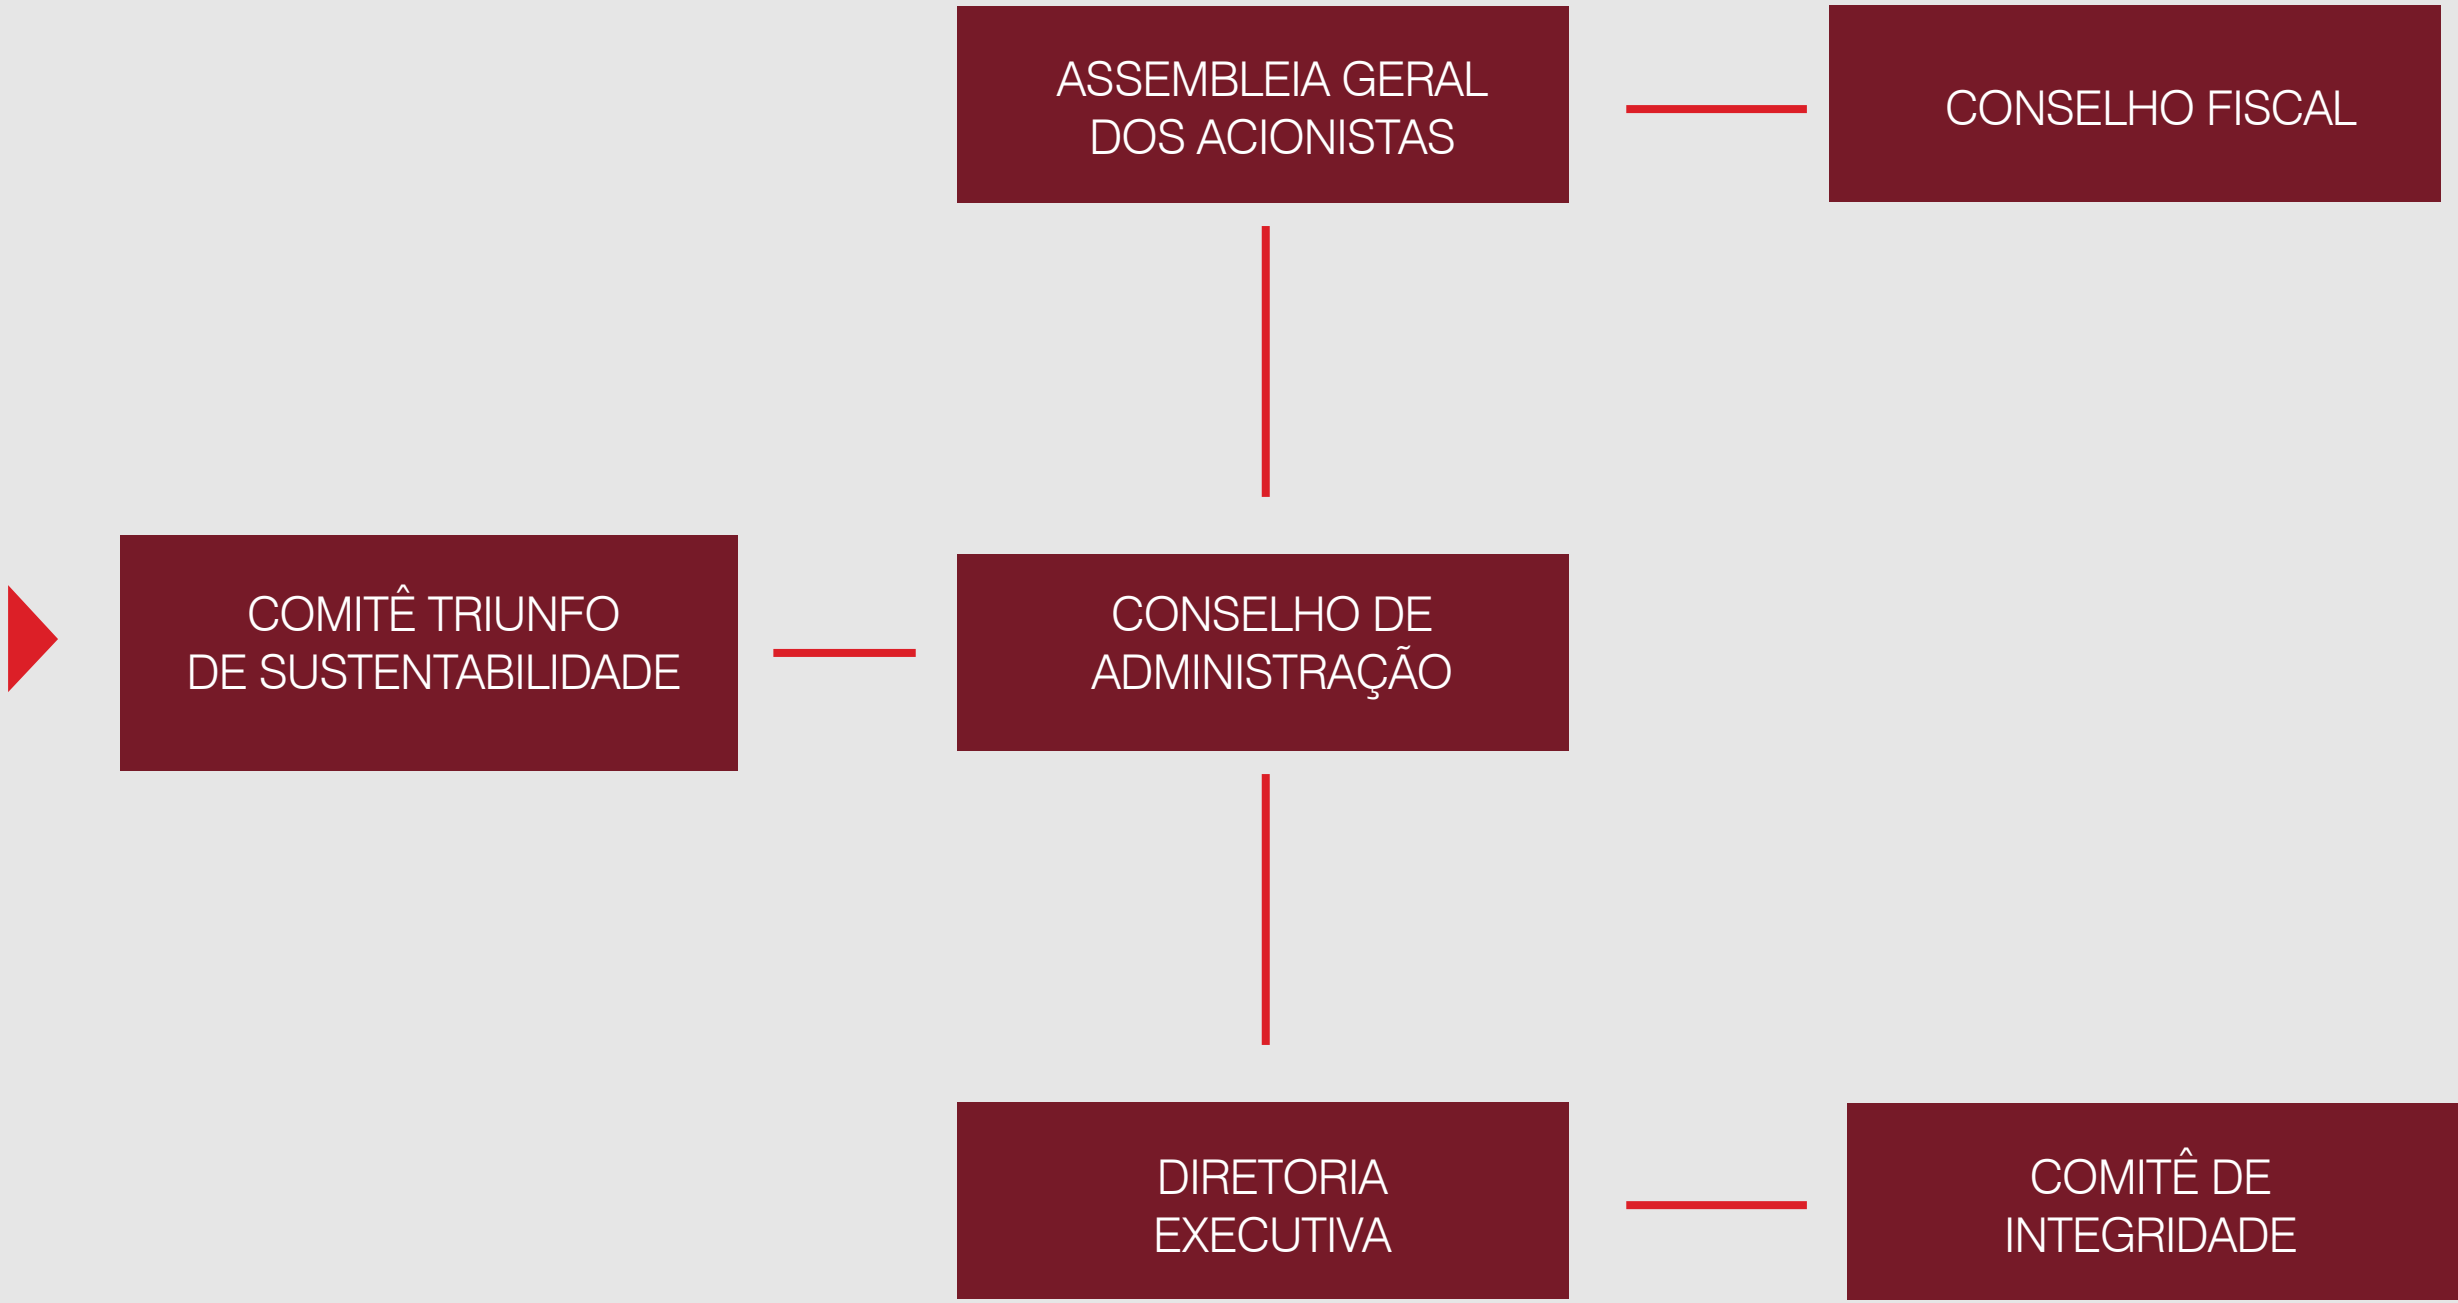 ASSEMBLEIA GERAL
DOS ACIONISTAS
CONSELHO FISCAL
COMITÊ TRIUNFO
DE SUSTENTABILIDADE
CONSELHO DE
ADMINISTRAÇÃO
DIRETORIA
EXECUTIVA
COMITÊ DE
INTEGRIDADE